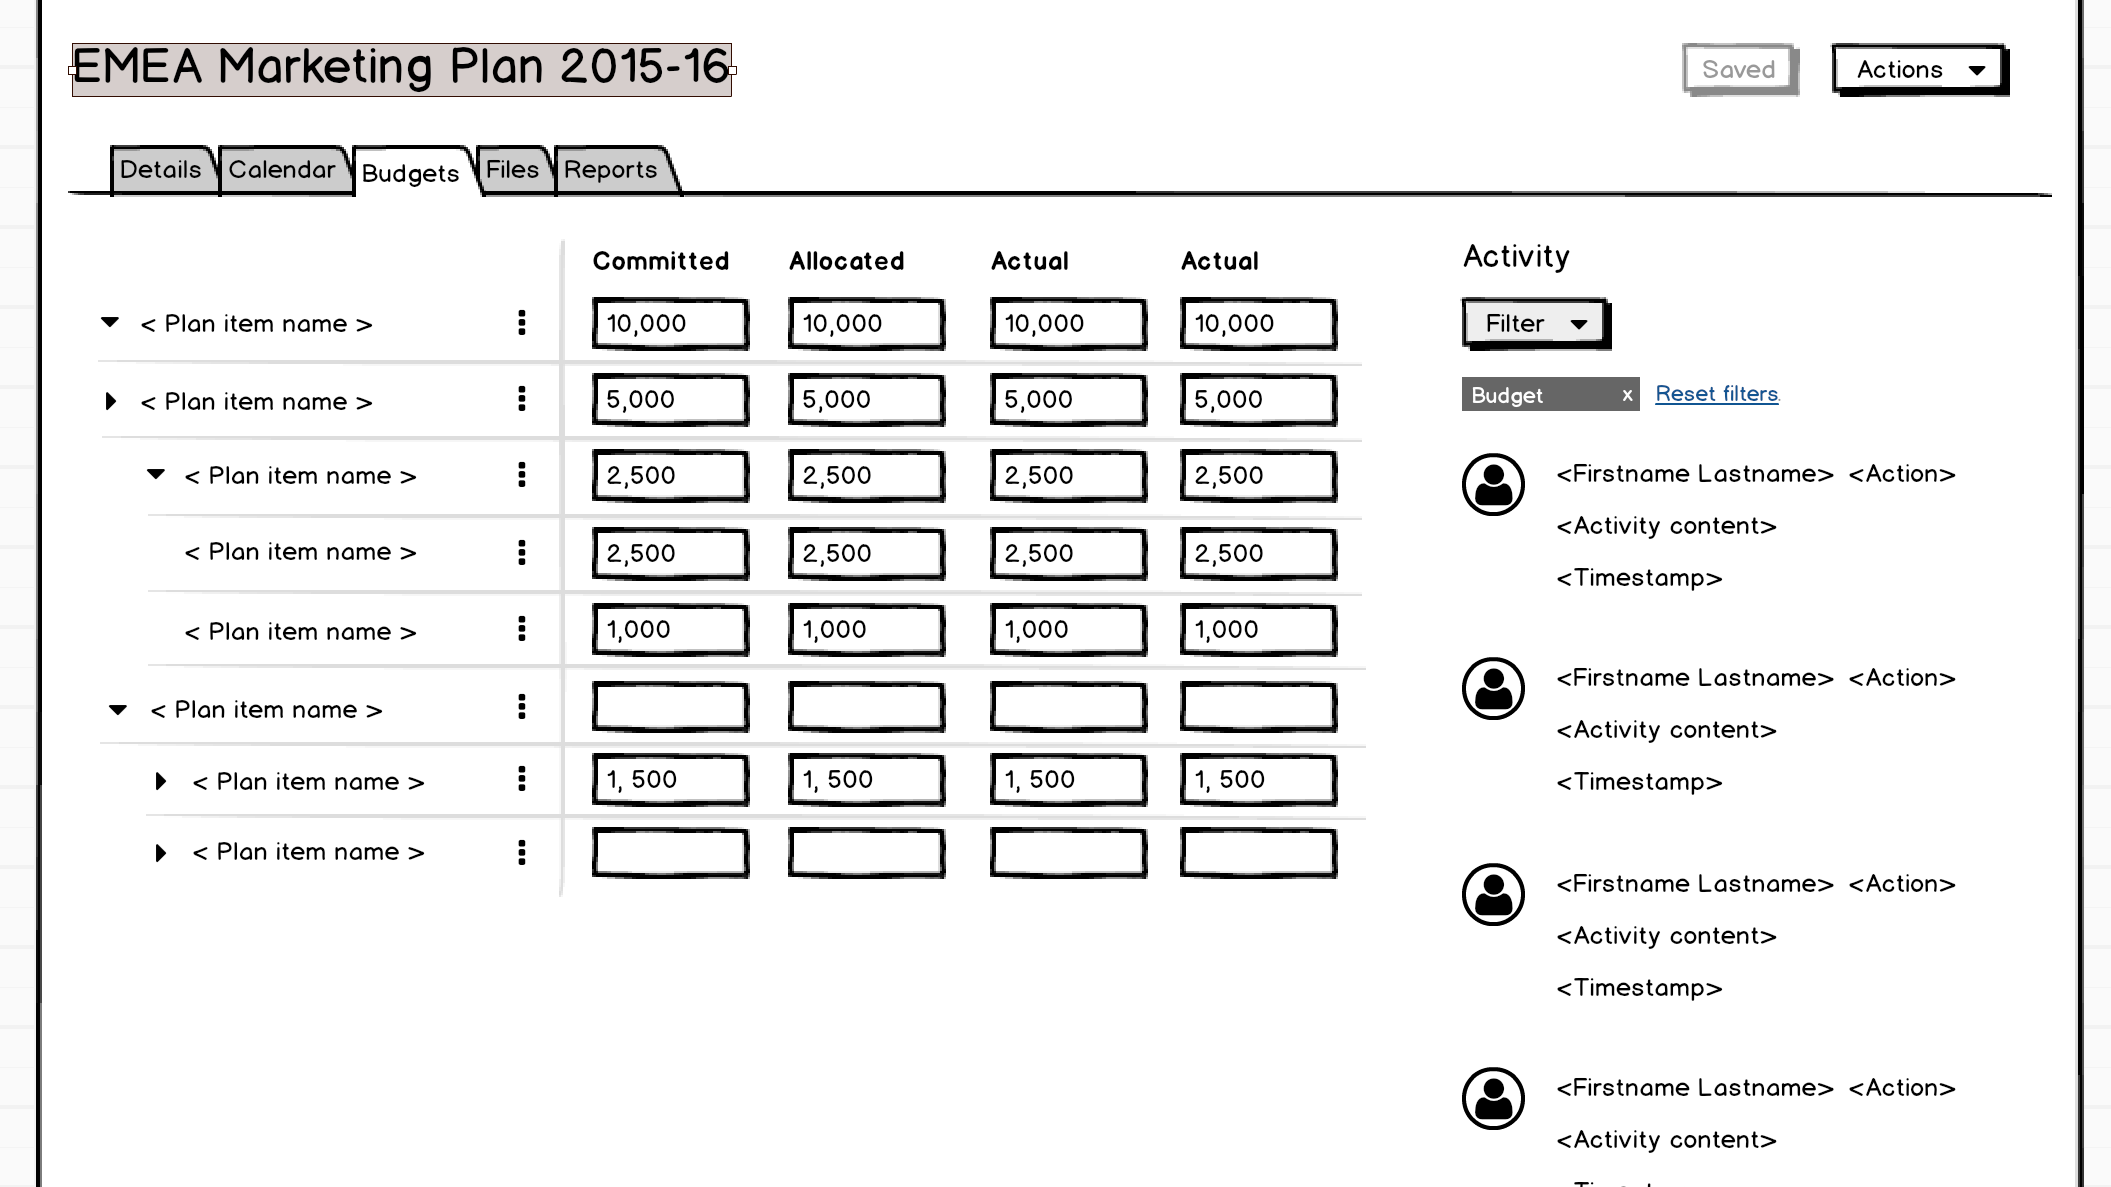 EMEA Marketing Plan 2015-16
Saved
Actions
Details Calendar Budgets Files Reports
Committed Allocated Actual Actual
< Plan item name > 10,000 10,000 10,000 10,000
< Plan item name > 5,000 5,000 5,000 5,000
< Plan item name > 2,500 2,500 2,500 2,500
< Plan item name > 2,500 2,500 2,500 2,500
< Plan item name > 1,000 1,000 1,000 1,000
< Plan item name >
< Plan item name > 1, 500 1, 500 1, 500 1, 500
< Plan item name >
Activity
Filter
Budget x Reset filters
<Firstname Lastname> <Action>
<Activity content>
<Timestamp>
<Firstname Lastname> <Action>
<Activity content>
<Timestamp>
<Firstname Lastname> <Action>
<Activity content>
<Timestamp>
<Firstname Lastname> <Action>
<Activity content>